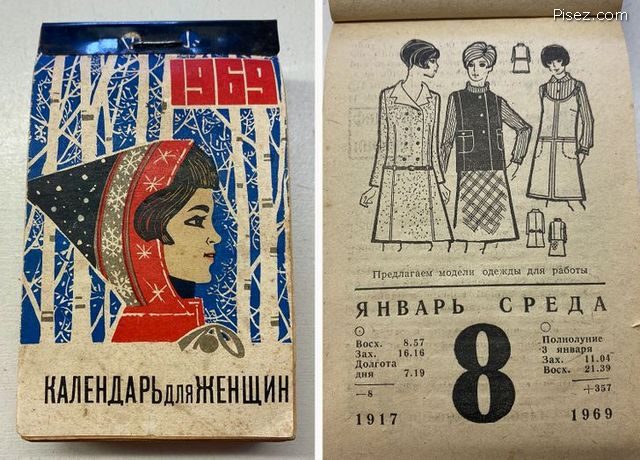 Pisez.com
1969
КАЛЕНДАРЬ для ЖЕНЩИН
Предлагаем модели одежды для работы
ЯНВАРЬ СРЕДА
Восх. 8.57
Зах. 16.16
Долгота
дня 7.19
—8
1917
8
Полнолуние
3 января
Зах. 11.04
Восх. 21.39
+357
1969